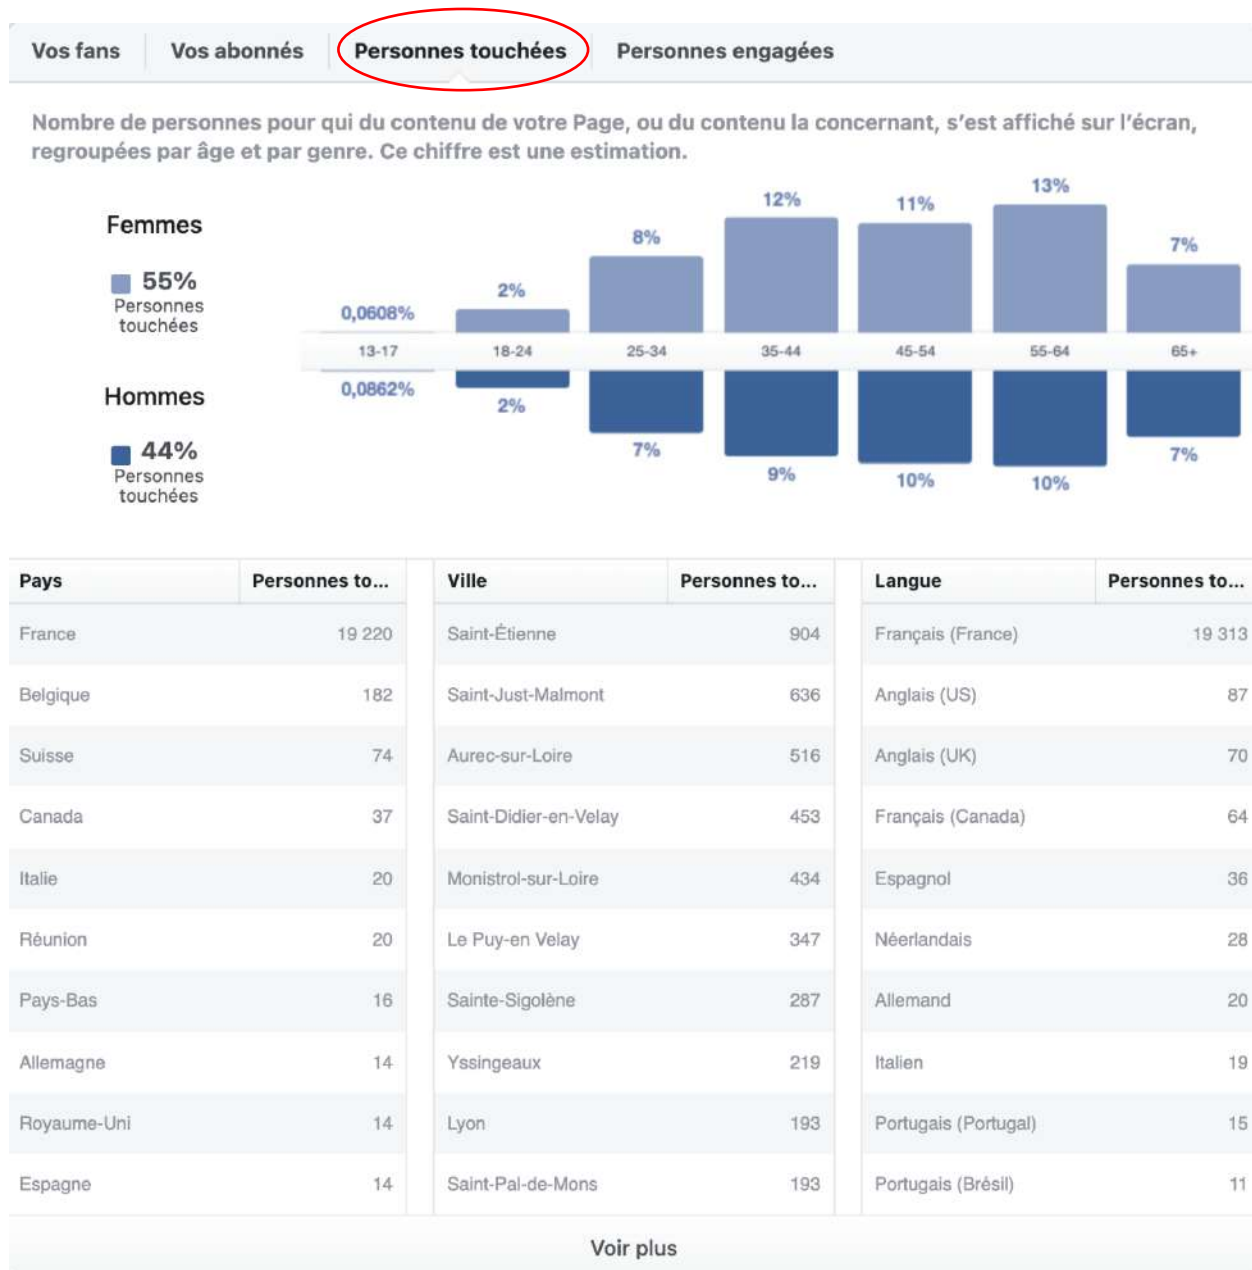 Vos fans
Vos abonnés
Personnes touchées
Personnes engagées
Nombre de personnes pour qui du contenu de votre Page, ou du contenu la concernant, s'est affiché sur l'écran,
regroupées par âge et par genre. Ce chiffre est une estimation.
Femmes
55%
Personnes
touchées
0,0608%
2%
8%
12%
11%
13%
7%
13-17
18-24
25-34
35-44
45-54
55-64
65+
Hommes
44%
Personnes
touchées
0,0862%
2%
7%
9%
10%
10%
7%
Pays Personnes to...
France 19 220
Belgique 182
Suisse 74
Canada 37
Italie 20
Réunion 20
Pays-Bas 16
Allemagne 14
Royaume-Uni 14
Espagne 14
Ville Personnes to...
Saint-Étienne 904
Saint-Just-Malmont 636
Aurec-sur-Loire 516
Saint-Didier-en-Velay 453
Monistrol-sur-Loire 434
Le Puy-en Velay 347
Sainte-Sigolène 287
Yssingeaux 219
Lyon 193
Saint-Pal-de-Mons 193
Langue Personnes to...
Français (France) 19 313
Anglais (US) 87
Anglais (UK) 70
Français (Canada) 64
Espagnol 36
Néerlandais 28
Allemand 20
Italien 19
Portugais (Portugal) 15
Portugais (Brésil) 11
Voir plus